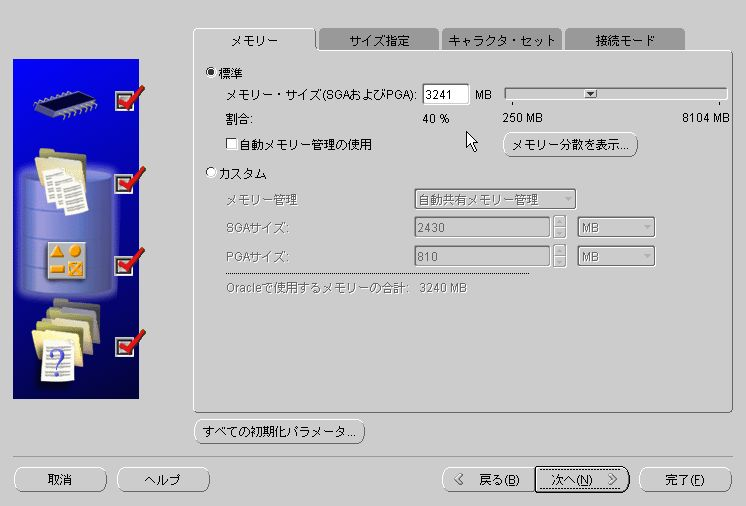 メモリー サイズ指定 キャラクタ・セット 接続モード
標準
メモリー・サイズ(SGAおよびPGA): 3241 MB
割合: 40 % 250 MB 8104 MB
自動メモリー管理の使用 メモリー分散を表示...
カスタム
メモリー管理 自動共有メモリー管理
SGAサイズ: 2430 MB
PGAサイズ: 810 MB
Oracleで使用するメモリーの合計: 3240 MB
?
すべての初期化パラメータ...
取消 ヘルプ 戻る(B) 次へ(N) 完了(F)